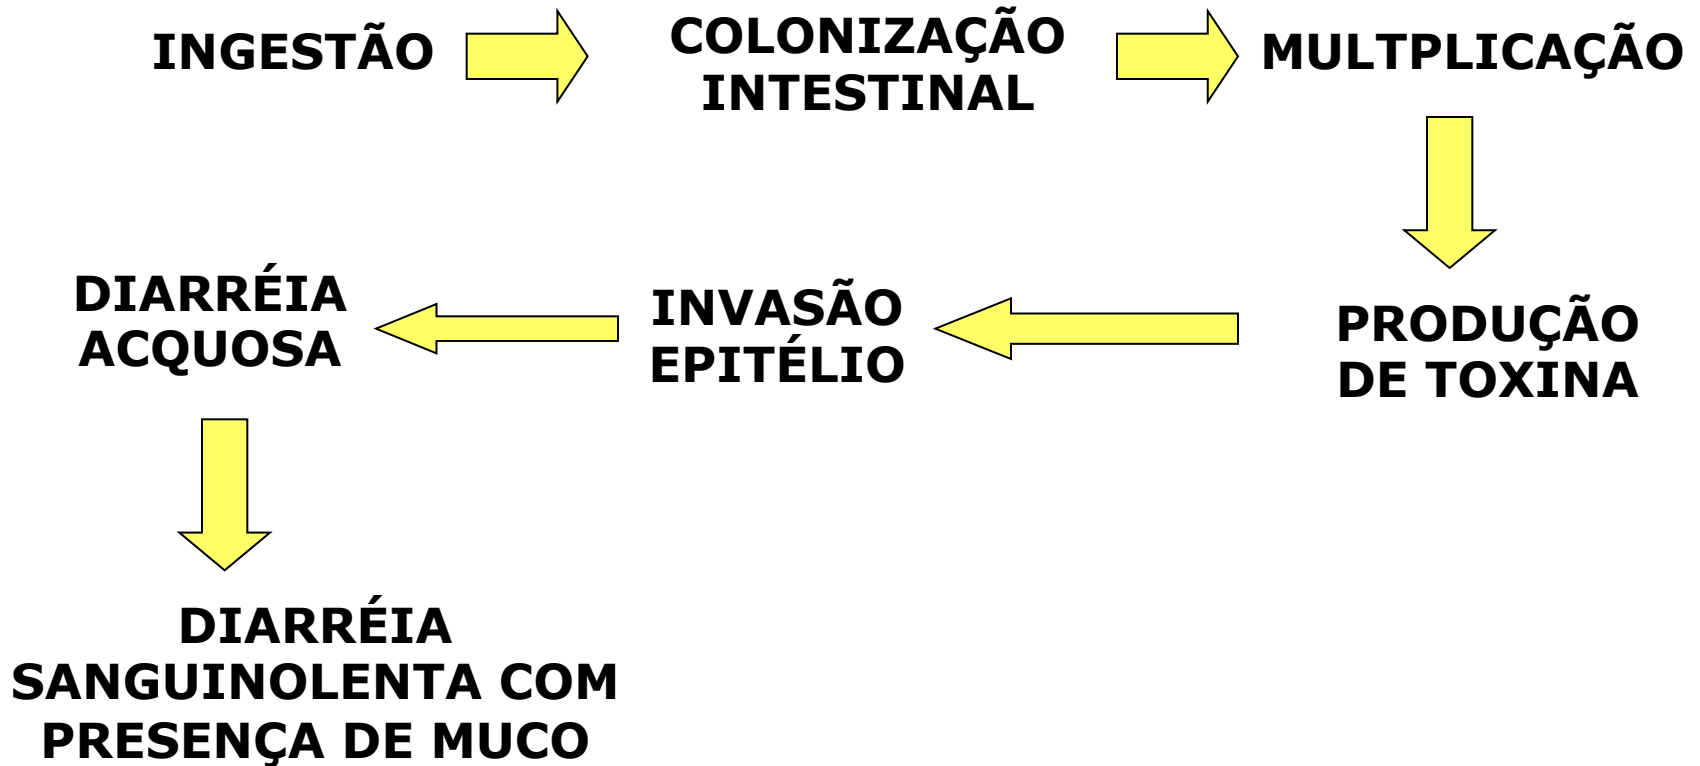 INGESTÃO
COLONIZAÇÃO
INTESTINAL
MULTPLICAÇÃO
PRODUÇÃO
DE TOXINA
INVASÃO
EPITÉLIO
DIARRÉIA
ACQUOSA
DIARRÉIA
SANGUINOLENTA COM
PRESENÇA DE MUCO